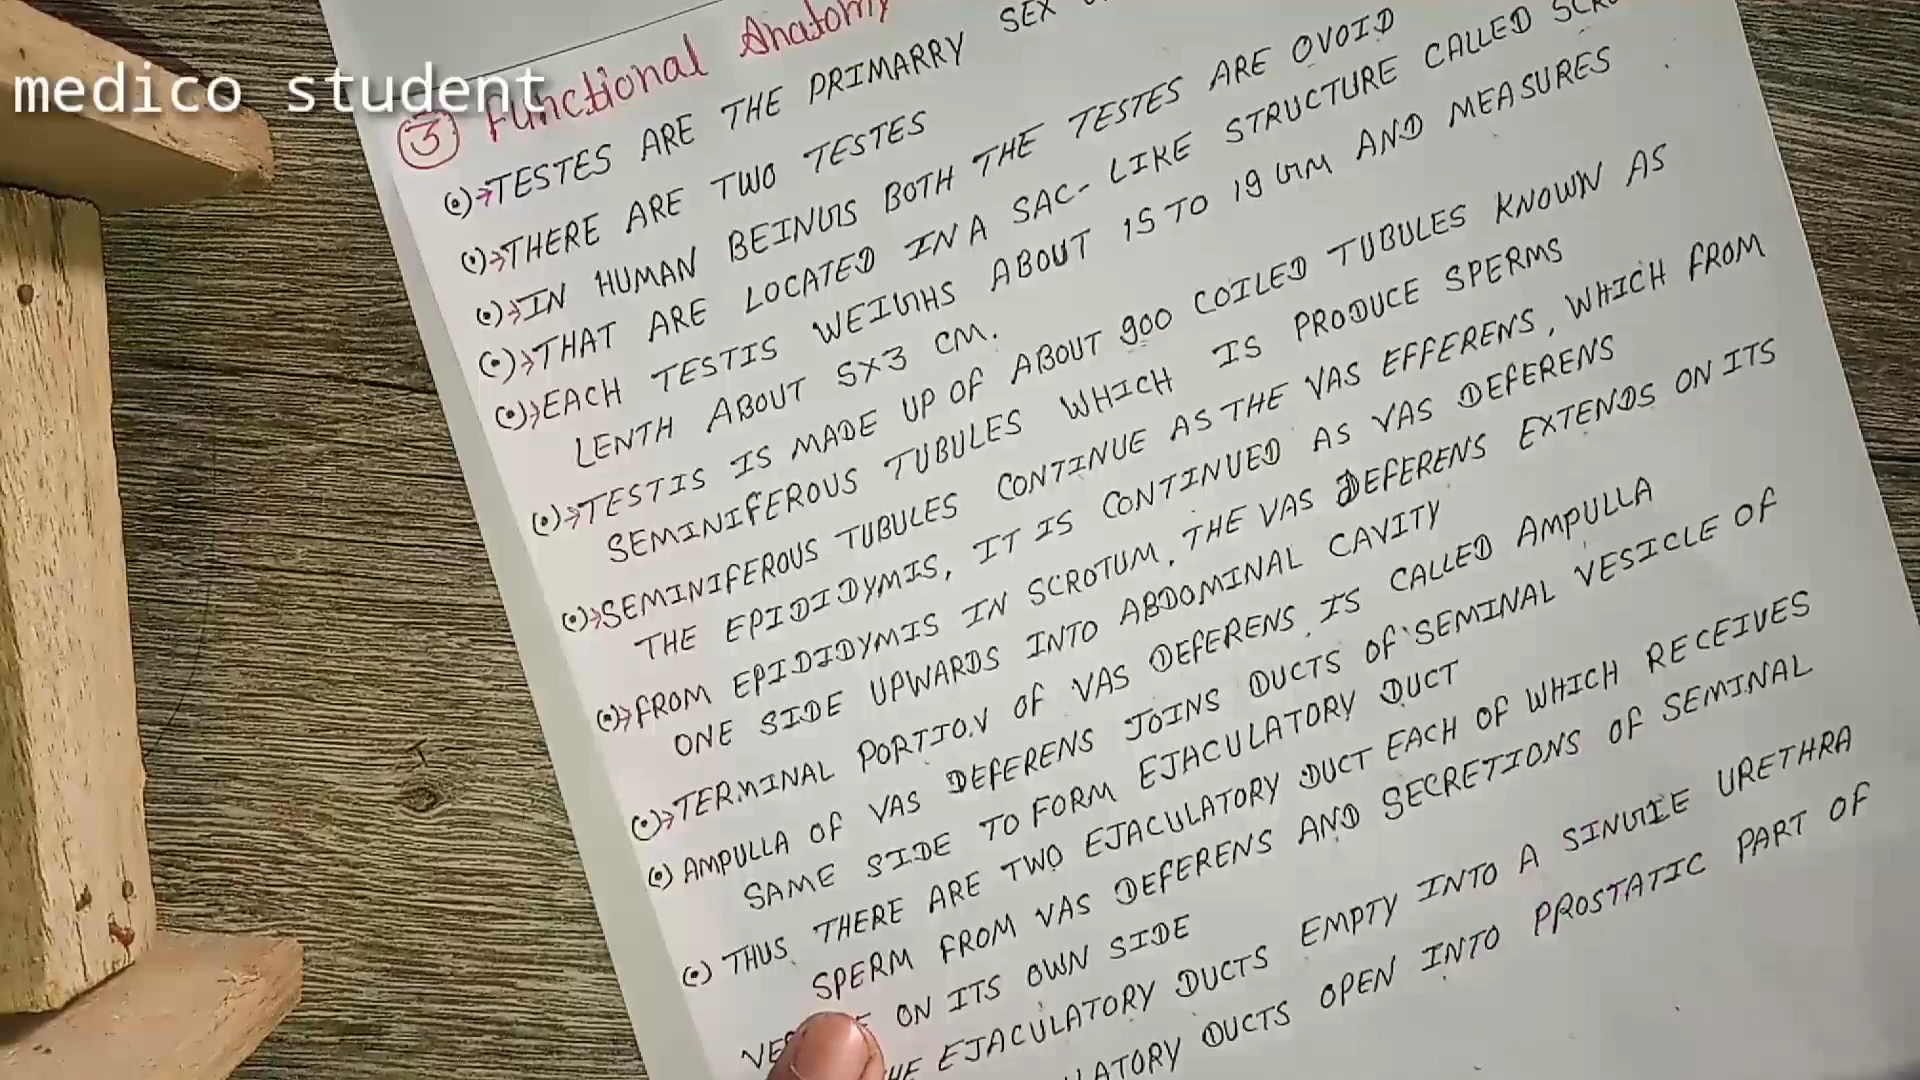 medico student
③ Functional Anatomy
TESTES ARE THE PRIMARRY SEX
THERE ARE TWO TESTES
IN HUMAN BEINGS BOTH THE TESTES ARE OVOID
THAT ARE LOCATED IN A SAC-LIKE STRUCTURE CALLED
EACH TESTIS WEIGHS ABOUT 15 TO 19 GM AND MEASURES
LENTH ABOUT 5X3 CM.
TESTIS IS MADE UP OF ABOUT 900 COILED TUBULES KNOWN AS
SEMINIFEROUS TUBULES WHICH IS PRODUCE SPERMS
SEMINIFEROUS TUBULES CONTINUE AS THE VAS EFFERENS, WHICH FROM
THE EPIDIDYMIS, IT IS CONTINUED AS VAS DEFERENS
FROM EPIDIDYMIS IN SCROTUM, THE VAS DEFERENS EXTENDS ON ITS
ONE SIDE UPWARDS INTO ABDOMINAL CAVITY
TERMINAL PORTION OF VAS DEFERENS IS CALLED AMPULLA
AMPULLA OF VAS DEFERENS JOINS DUCTS OF SEMINAL VESICLE OF
SAME SIDE TO FORM EJACULATORY DUCT
THUS THERE ARE TWO EJACULATORY DUCT EACH OF WHICH RECEIVES
SPERM FROM VAS DEFERENS AND SECRETIONS OF SEMINAL
ON ITS OWN SIDE
EJACULATORY DUCTS EMPTY INTO A SINGIE URETHRA
DUCTS OPEN INTO PROSTATIC PART OF